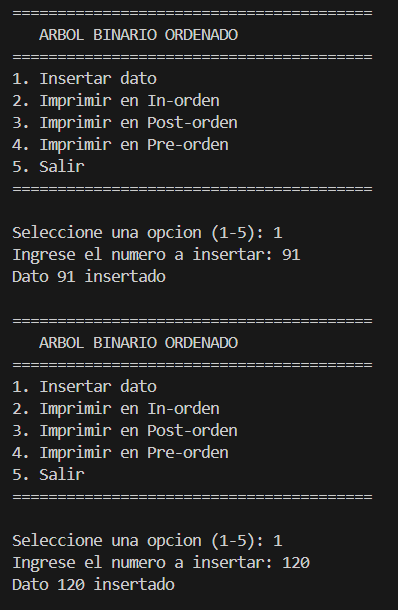 ========================================
ARBOL BINARIO ORDENADO
========================================
1. Insertar dato
2. Imprimir en In-orden
3. Imprimir en Post-orden
4. Imprimir en Pre-orden
5. Salir
========================================
Seleccione una opcion (1-5): 1
Ingrese el numero a insertar: 91
Dato 91 insertado
========================================
ARBOL BINARIO ORDENADO
========================================
1. Insertar dato
2. Imprimir en In-orden
3. Imprimir en Post-orden
4. Imprimir en Pre-orden
5. Salir
========================================
Seleccione una opcion (1-5): 1
Ingrese el numero a insertar: 120
Dato 120 insertado